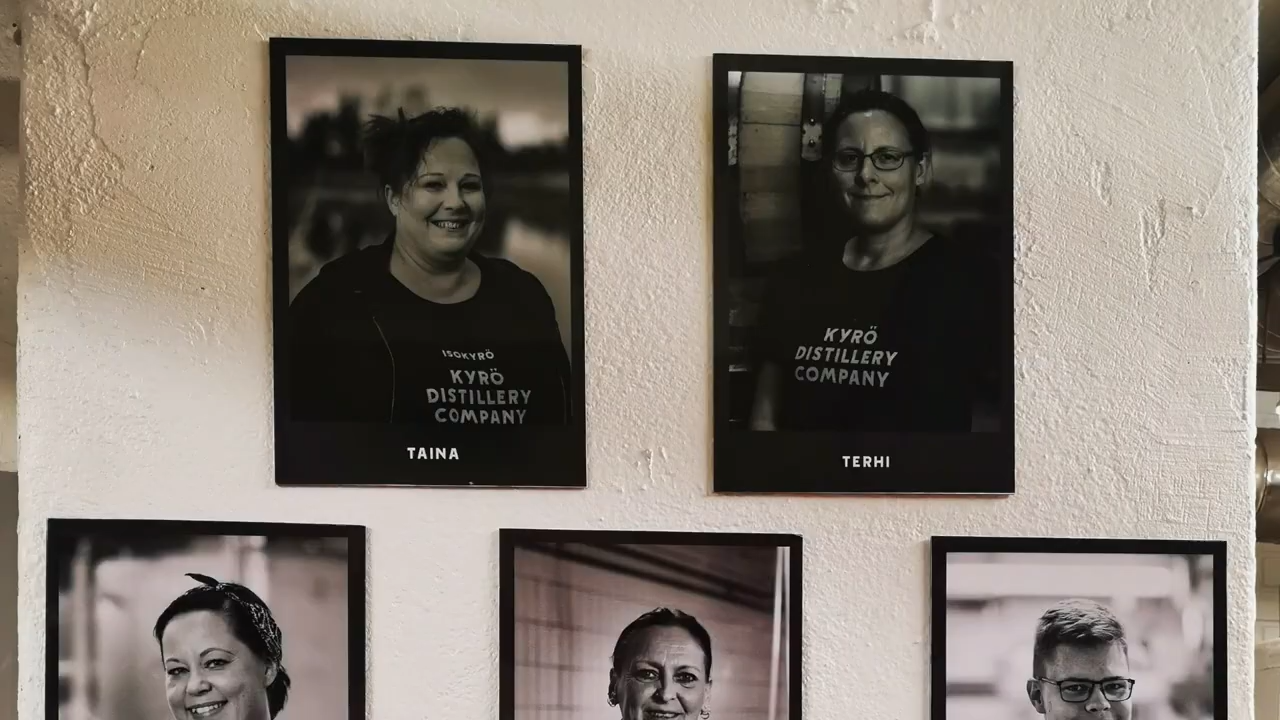 ISOKYRÖ
KYRÖ
DISTILLERY
COMPANY
TAINA
KYRÖ
DISTILLERY
COMPANY
TERHI